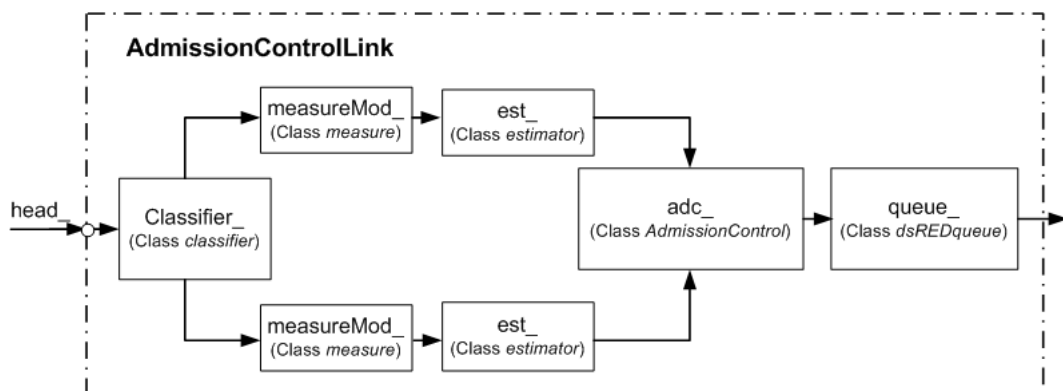 AdmissionControlLink
measureMod_
(Class measure)
est_
(Class estimator)
head_
Classifier_
(Class classifier)
adc_
(Class AdmissionControl)
queue_
(Class dsREDqueue)
measureMod_
(Class measure)
est_
(Class estimator)